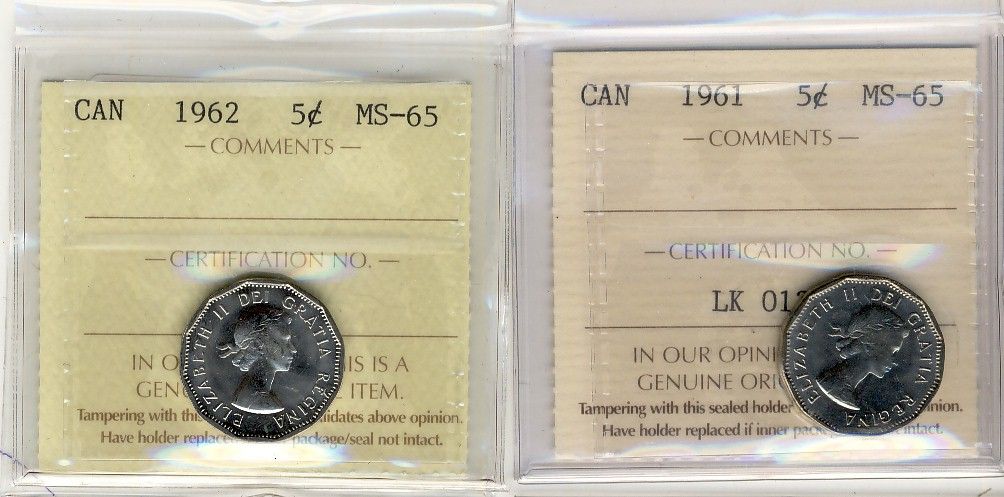 CAN 1962 5¢ MS-65
— COMMENTS —
— CERTIFICATION NO. —
IN O IS IS A
GEN ITEM.
Tampering with th idates above opinion.
Have holder replace package/seal not intact.
ELIZABETH II DEI GRATIA REGINA
CAN 1961 5¢ MS-65
— COMMENTS —
— CERTIFICATION NO. —
LK 01
IN OUR OPINI
GENUINE ORI
Tampering with this sealed holder inion.
Have holder replaced if inner pac intact.
ELIZABETH II DEI GRATIA REGINA